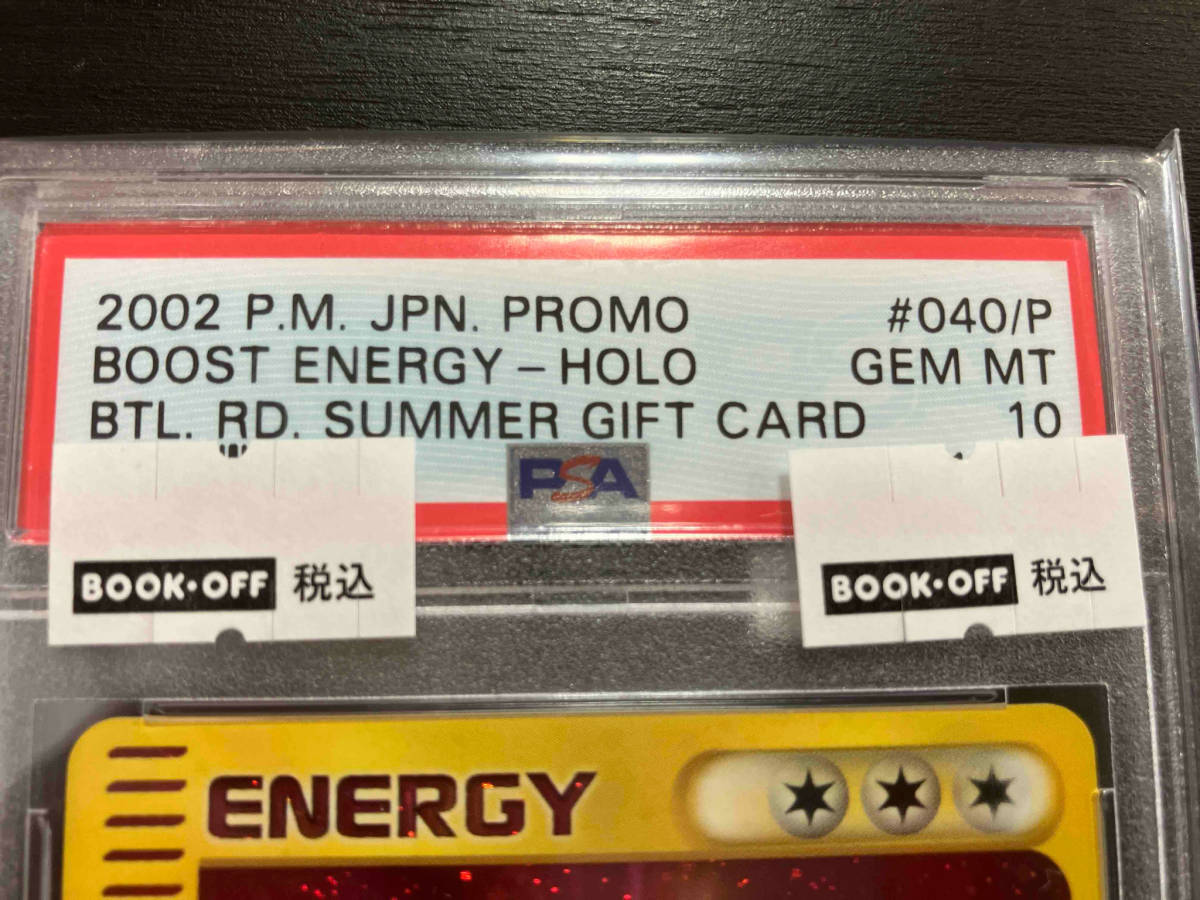 2002 P.M. JPN. PROMO #040/P
BOOST ENERGY – HOLO GEM MT
BTL. RD. SUMMER GIFT CARD 10
PSA
BOOK•OFF 税込
BOOK•OFF 税込
ENERGY